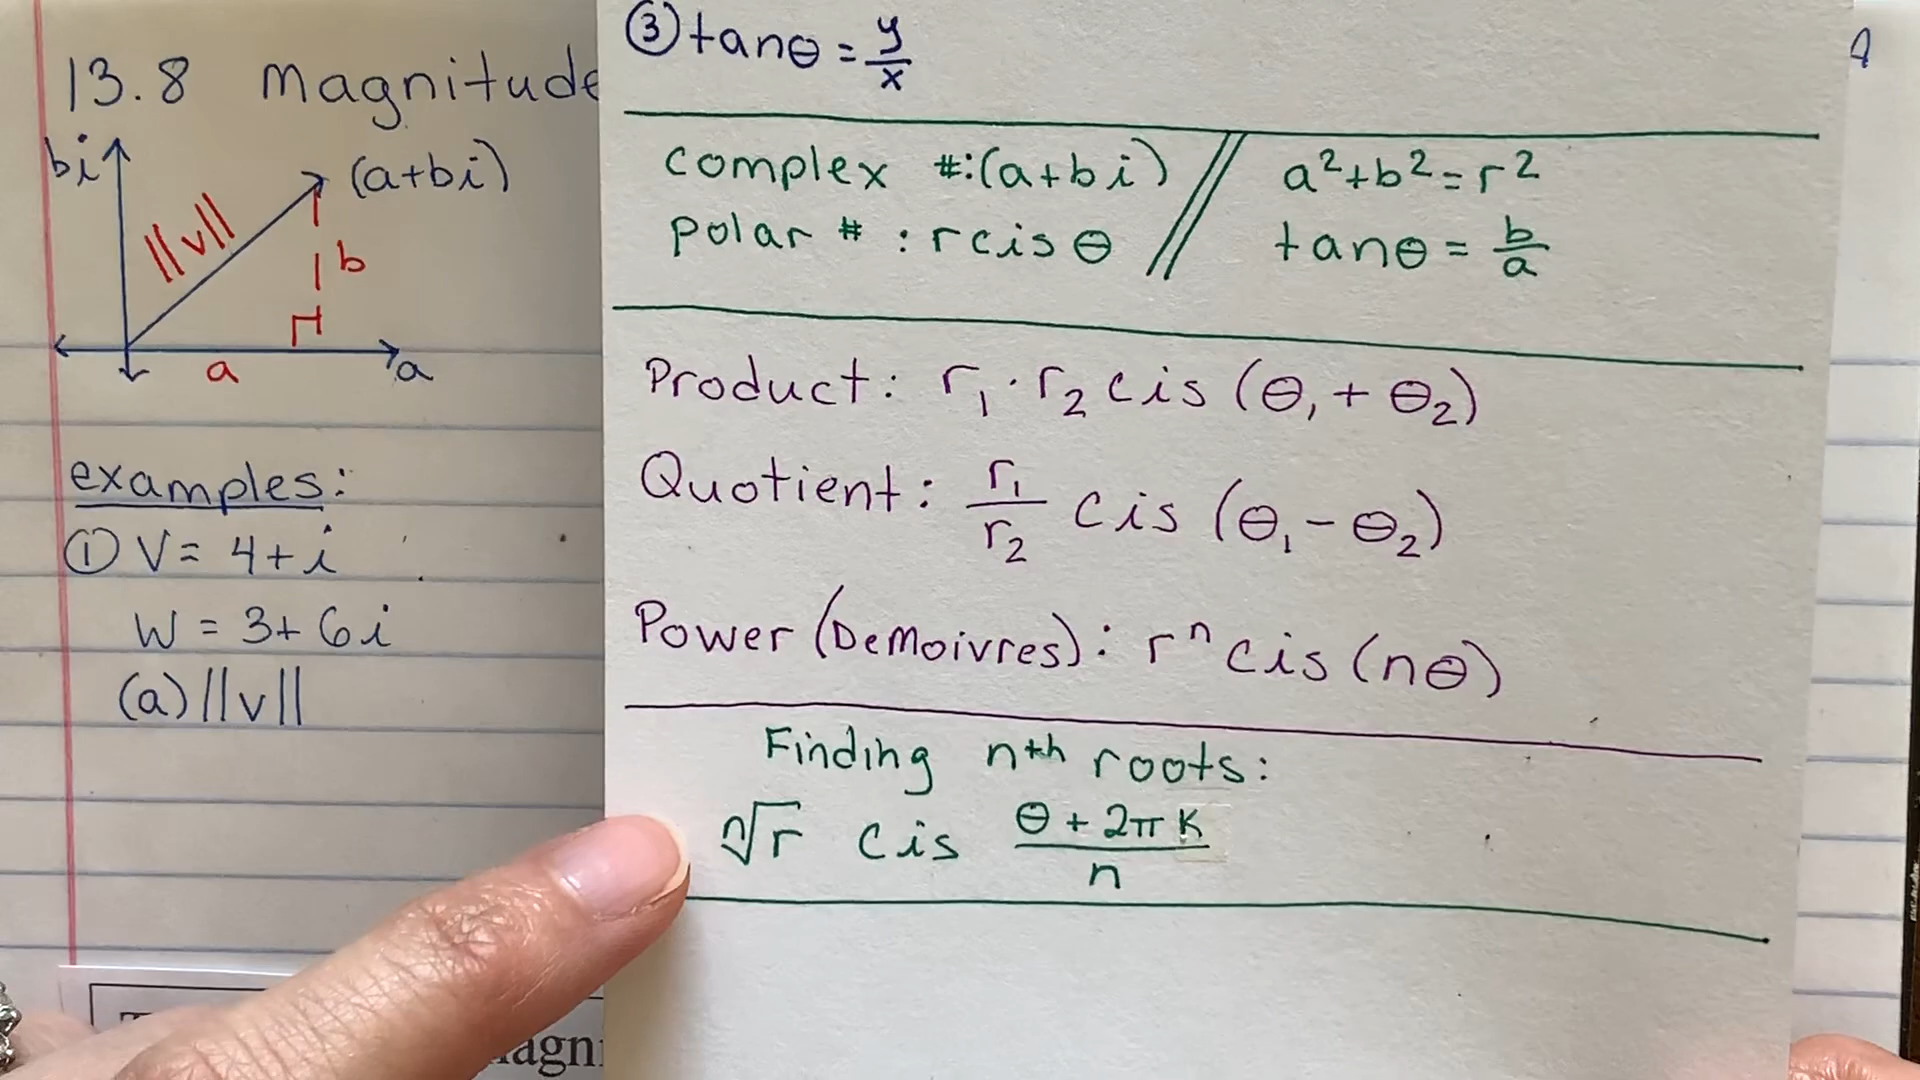 13.8 Magnitude
bi
(a+bi)
||v||
b
a
a
examples:
① V = 4+i
W = 3+6i
(a) ||v||
③ tanθ = y/x
complex #: (a+bi)
polar # : r cis θ
a²+b²=r²
tanθ = b/a
Product: r₁·r₂ cis (θ₁+θ₂)
Quotient: r₁/r₂ cis (θ₁-θ₂)
Power (DeMoivres): rⁿ cis (nθ)
Finding nᵗʰ roots:
ⁿ√r cis (θ + 2πK)/n